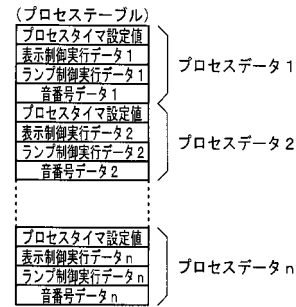 (プロセステーブル)
プロセスタイマ設定値
表示制御実行データ1
ランプ制御実行データ1
音番号データ1
プロセスデータ1
プロセスタイマ設定値
表示制御実行データ2
ランプ制御実行データ2
音番号データ2
プロセスデータ2
プロセスタイマ設定値
表示制御実行データn
ランプ制御実行データn
音番号データn
プロセスデータn